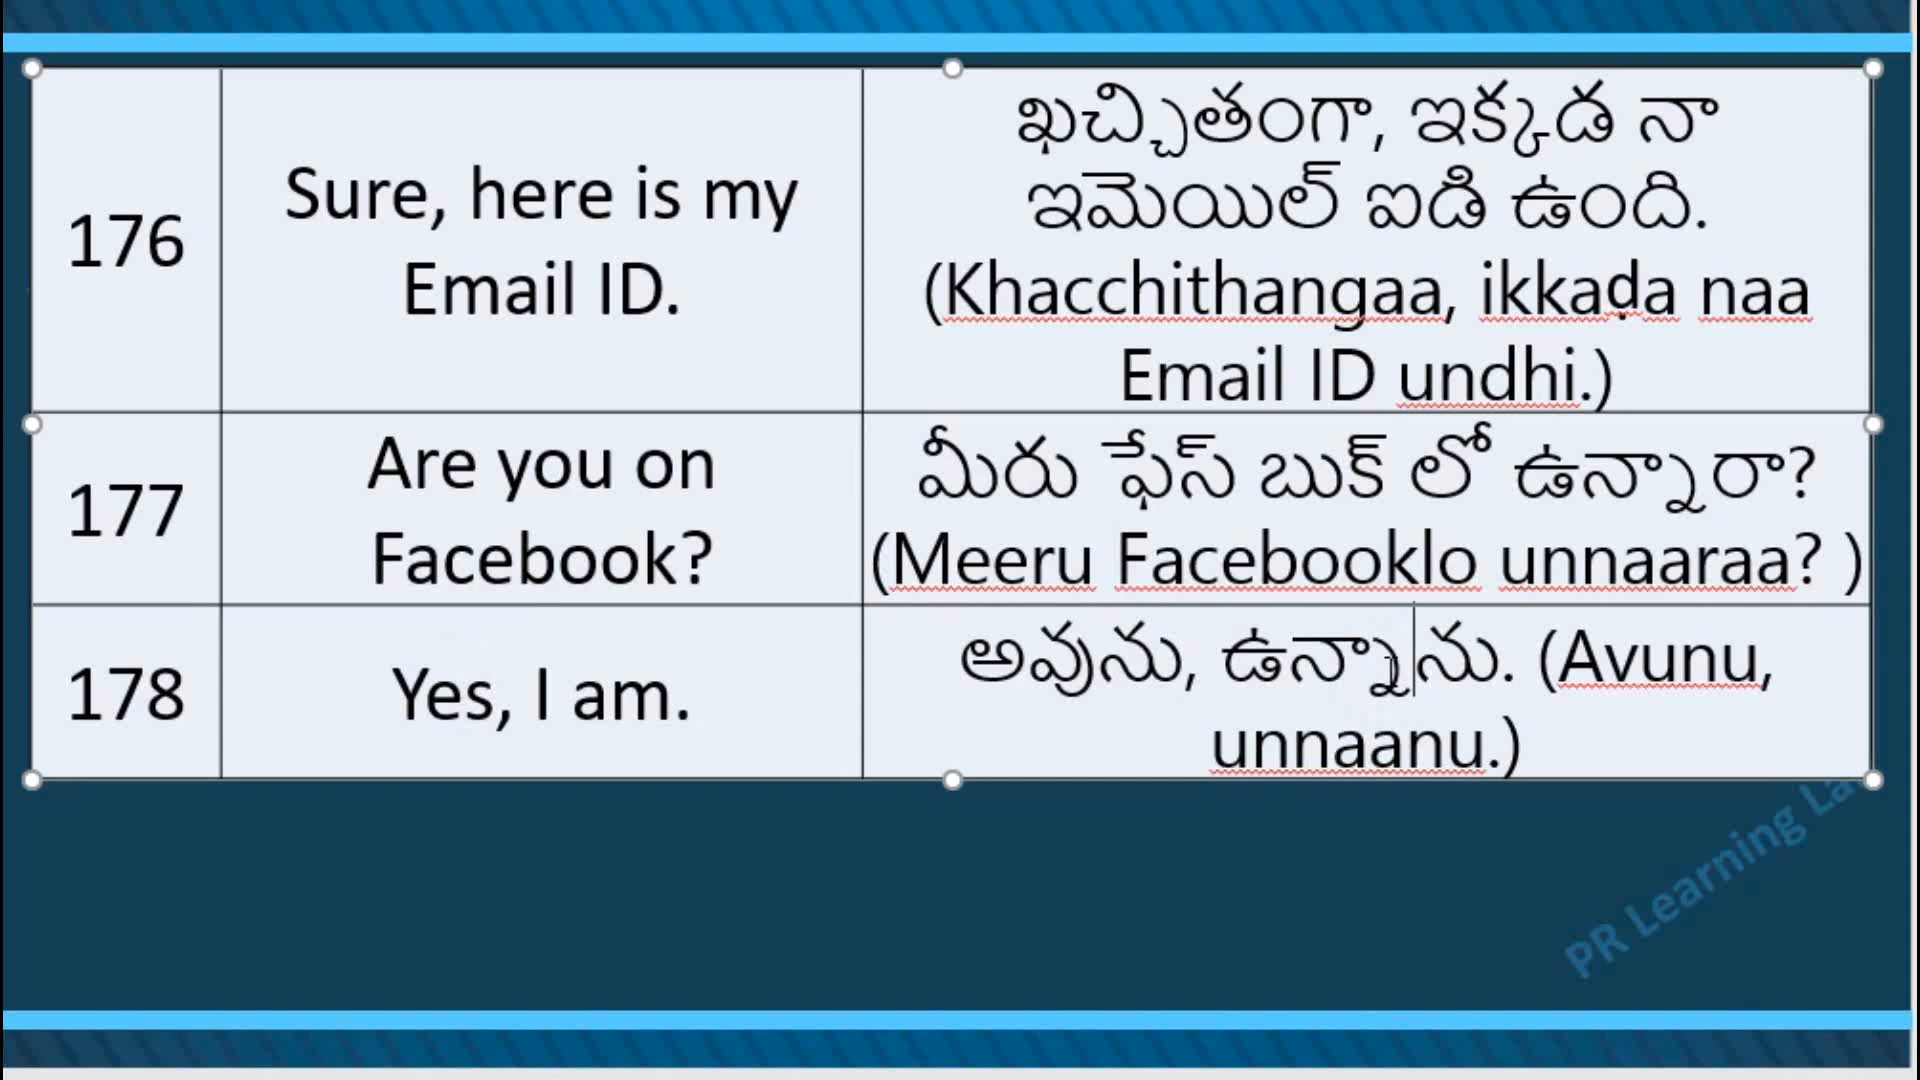 176
Sure, here is my
Email ID.
ఖచ్చితంగా, ఇక్కడ నా
ఇమెయిల్ ఐడి ఉంది.
(Khacchithangaa, ikkaḍa naa
Email ID undhi.)
177
Are you on
Facebook?
మీరు ఫేస్ బుక్ లో ఉన్నారా?
(Meeru Facebooklo unnaaraa? )
178
Yes, I am.
అవును, ఉన్నాను. (Avunu,
unnaanu.)
PR Learning